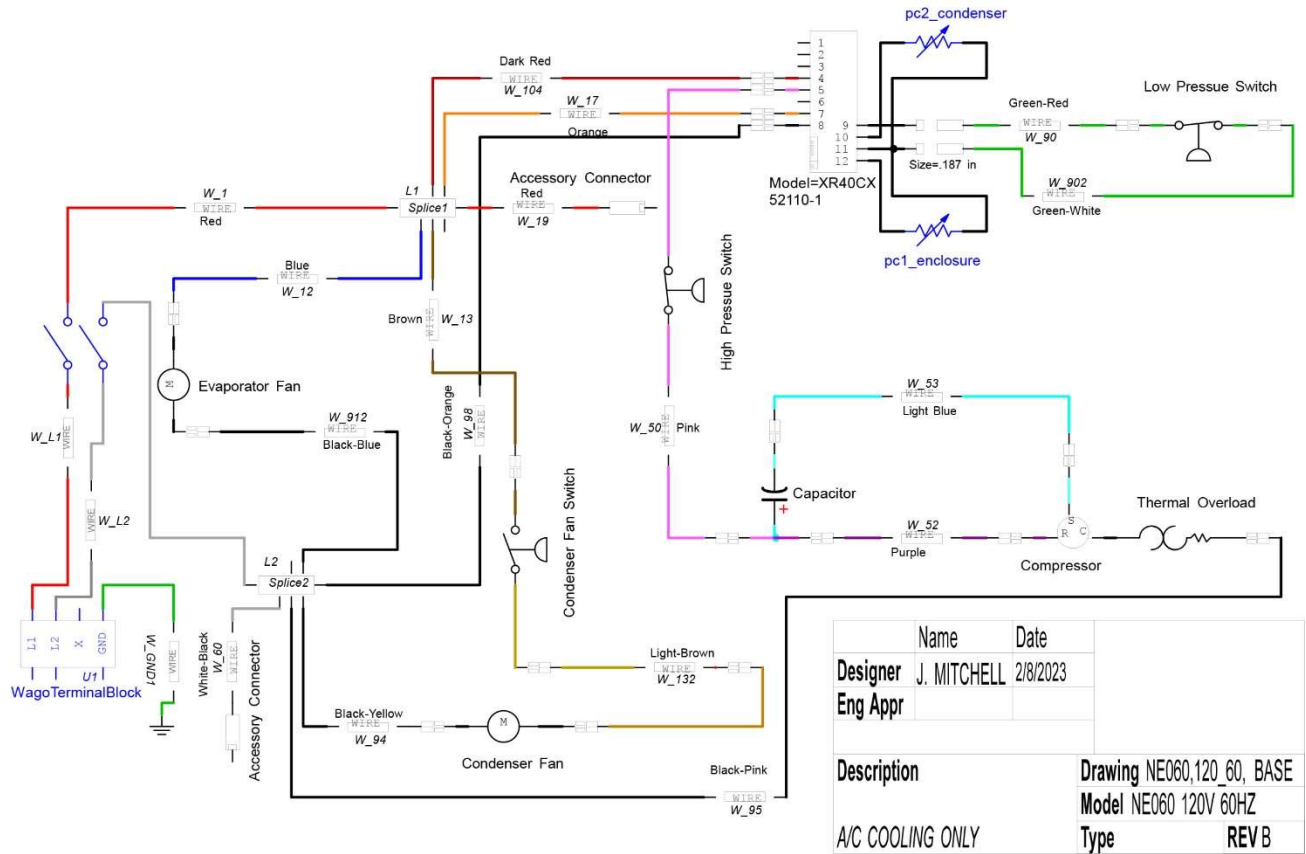 pc2_condenser
1
2
3
4
5
6
7
8
9
10
11
12
Model=XR40CX
52110-1
Dark Red
WIRE
W_104
W_17
WIRE
Orange
Low Pressue Switch
Green-Red
WIRE
W_90
Size=.187 in
W_902
WIRE
Green-White
pc1_enclosure
W_1
WIRE
Red
L1
Splice1
Accessory Connector
Red
WIRE
W_19
Blue
WIRE
W_12
Brown
WIRE
W_13
High Pressue Switch
M
Evaporator Fan
W_912
WIRE
Black-Blue
Black-Orange
W_98
WIRE
W_50
WIRE
Pink
W_53
WIRE
Light Blue
W_L1
WIRE
WIRE
W_L2
Capacitor
+
W_52
WIRE
Purple
S
R
C
Compressor
Thermal Overload
Condenser Fan Switch
L2
Splice2
L1
L2
X
GND
U1
WagoTerminalBlock
W_GND1
WIRE
White-Black
W_60
WIRE
Accessory Connector
Light-Brown
WIRE
W_132
Black-Yellow
WIRE
W_94
M
Condenser Fan
Black-Pink
WIRE
W_95
Name Date
Designer J. MITCHELL 2/8/2023
Eng Appr
Description Drawing NE060,120_60, BASE
Model NE060 120V 60HZ
A/C COOLING ONLY Type REV B